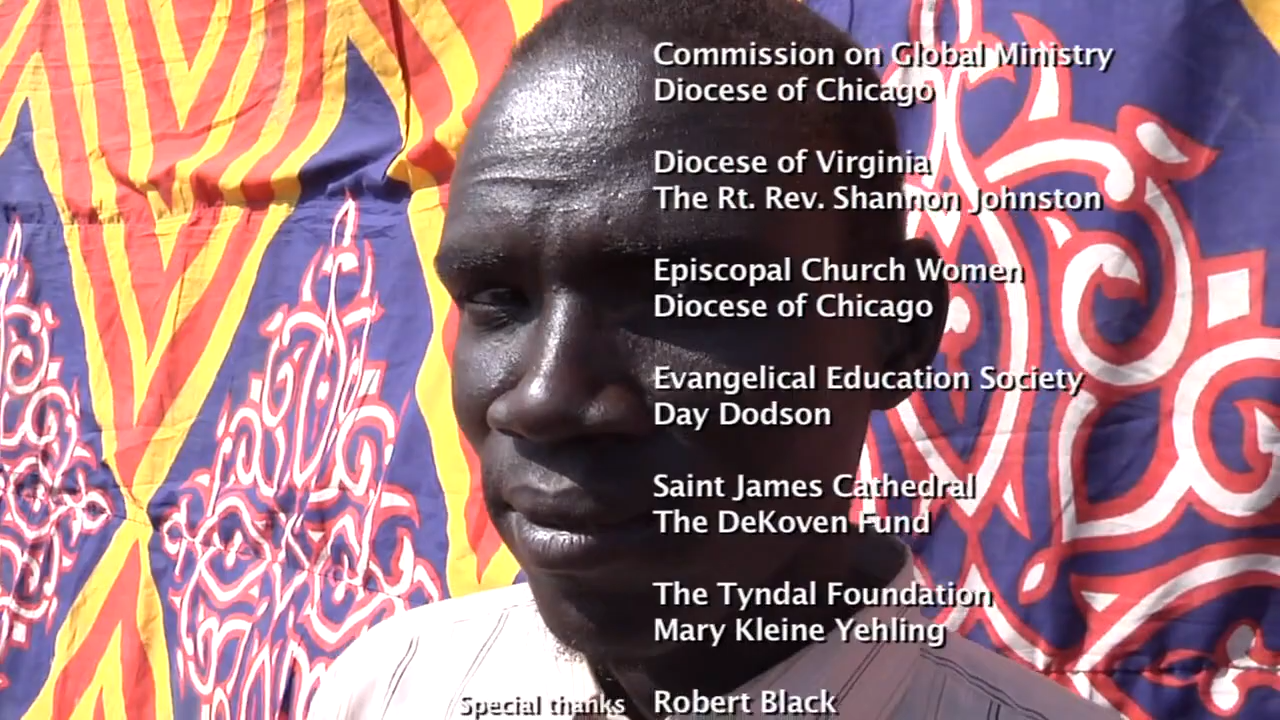 Commission on Global Ministry
Diocese of Chicago
Diocese of Virginia
The Rt. Rev. Shannon Johnston
Episcopal Church Women
Diocese of Chicago
Evangelical Education Society
Day Dodson
Saint James Cathedral
The DeKoven Fund
The Tyndal Foundation
Mary Kleine Yehling
Special thanks Robert Black